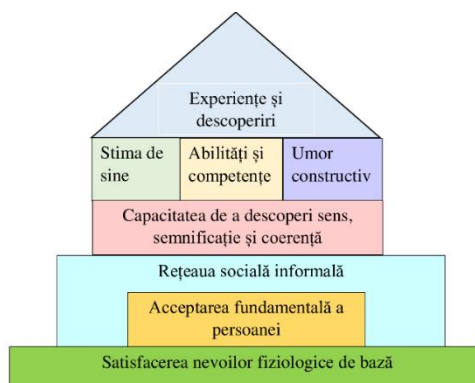 Experiențe și
descoperiri
Stima de
sine
Abilități și
competențe
Umor
constructiv
Capacitatea de a descoperi sens,
semnificație și coerență
Rețeaua socială informală
Acceptarea fundamentală a
persoanei
Satisfacerea nevoilor fiziologice de bază